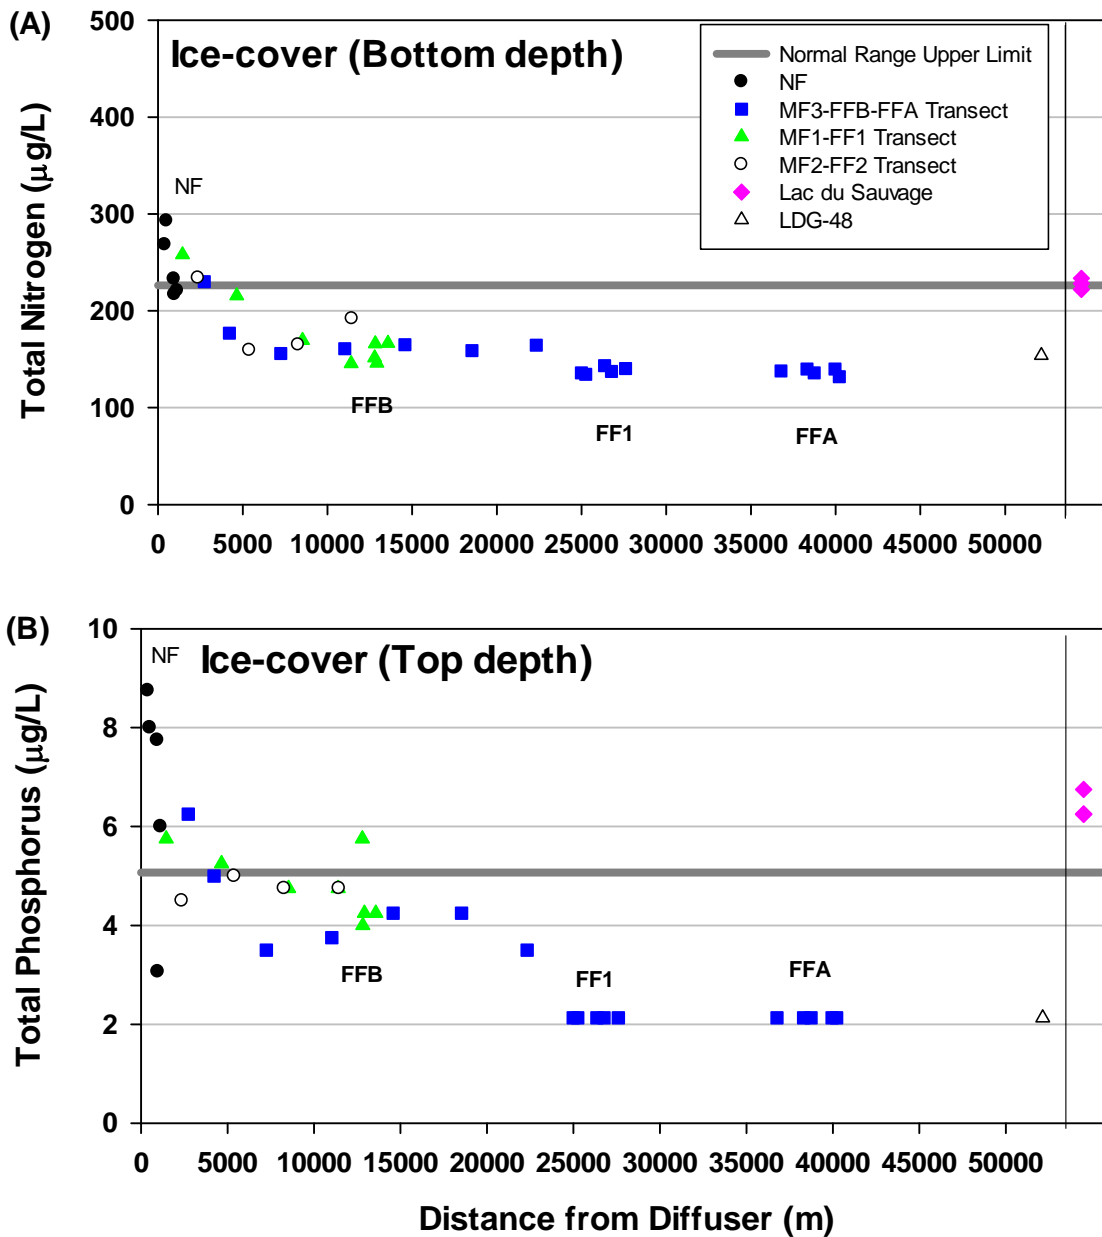 (A)
Ice-cover (Bottom depth)
Total Nitrogen (μg/L)
500
400
300
200
100
0
Normal Range Upper Limit
NF
MF3-FFB-FFA Transect
MF1-FF1 Transect
MF2-FF2 Transect
Lac du Sauvage
LDG-48
NF
FFB
FF1
FFA
0 5000 10000 15000 20000 25000 30000 35000 40000 45000 50000
(B)
Ice-cover (Top depth)
Total Phosphorus (μg/L)
10
8
6
4
2
0
NF
FFB
FF1
FFA
0 5000 10000 15000 20000 25000 30000 35000 40000 45000 50000
Distance from Diffuser (m)